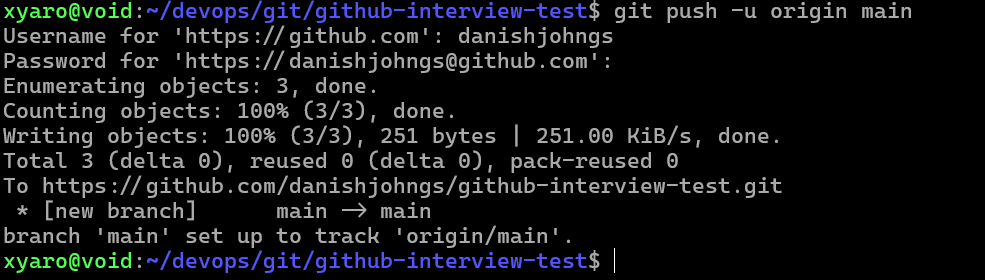 xyaro@void:~/devops/git/github-interview-test$ git push -u origin main
Username for 'https://github.com': danishjohngs
Password for 'https://danishjohngs@github.com':
Enumerating objects: 3, done.
Counting objects: 100% (3/3), done.
Writing objects: 100% (3/3), 251 bytes | 251.00 KiB/s, done.
Total 3 (delta 0), reused 0 (delta 0), pack-reused 0
To https://github.com/danishjohngs/github-interview-test.git
 * [new branch]      main -> main
branch 'main' set up to track 'origin/main'.
xyaro@void:~/devops/git/github-interview-test$